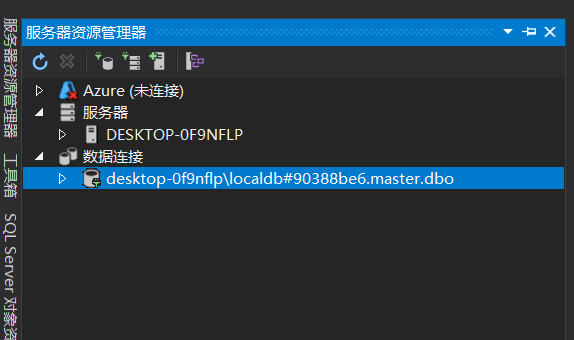 服务器资源管理器
Azure (未连接)
服务器
DESKTOP-0F9NFLP
数据连接
desktop-0f9nflp\localdb#90388be6.master.dbo
服务器资源管理器
工具箱
SQL Server 对象资